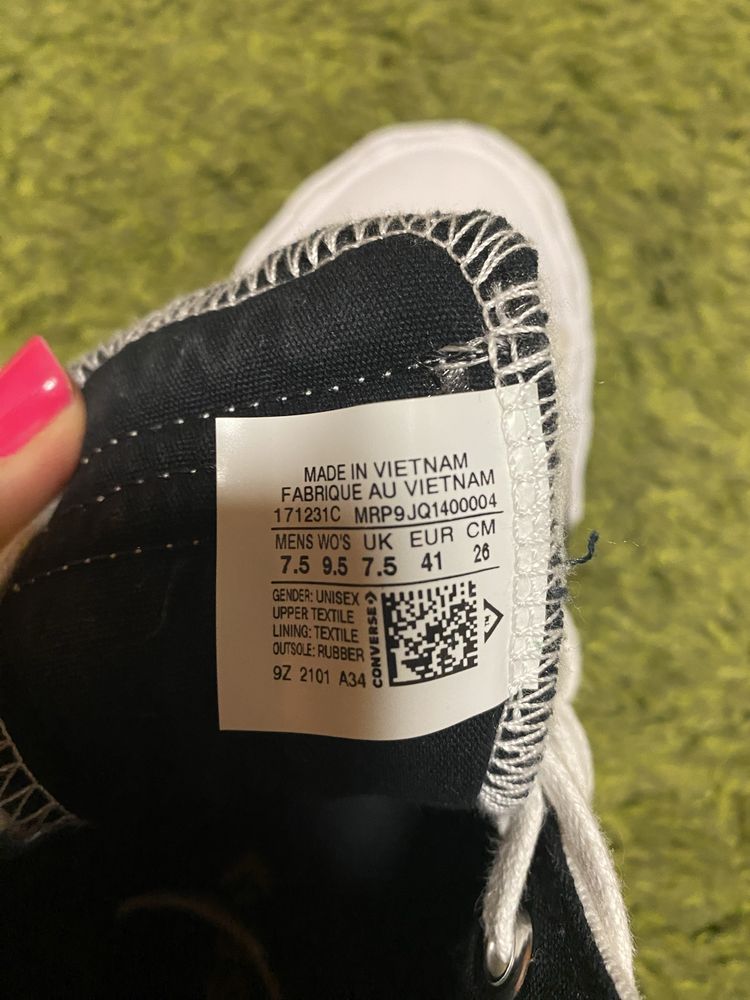 MADE IN VIETNAM
FABRIQUE AU VIETNAM
171231C MRP9JQ1400004
MENS WO'S UK EUR CM
7.5 9.5 7.5 41 26
GENDER: UNISEX
UPPER TEXTILE
LINING: TEXTILE
OUTSOLE: RUBBER
9Z 2101 A34
CONVERSE
TM